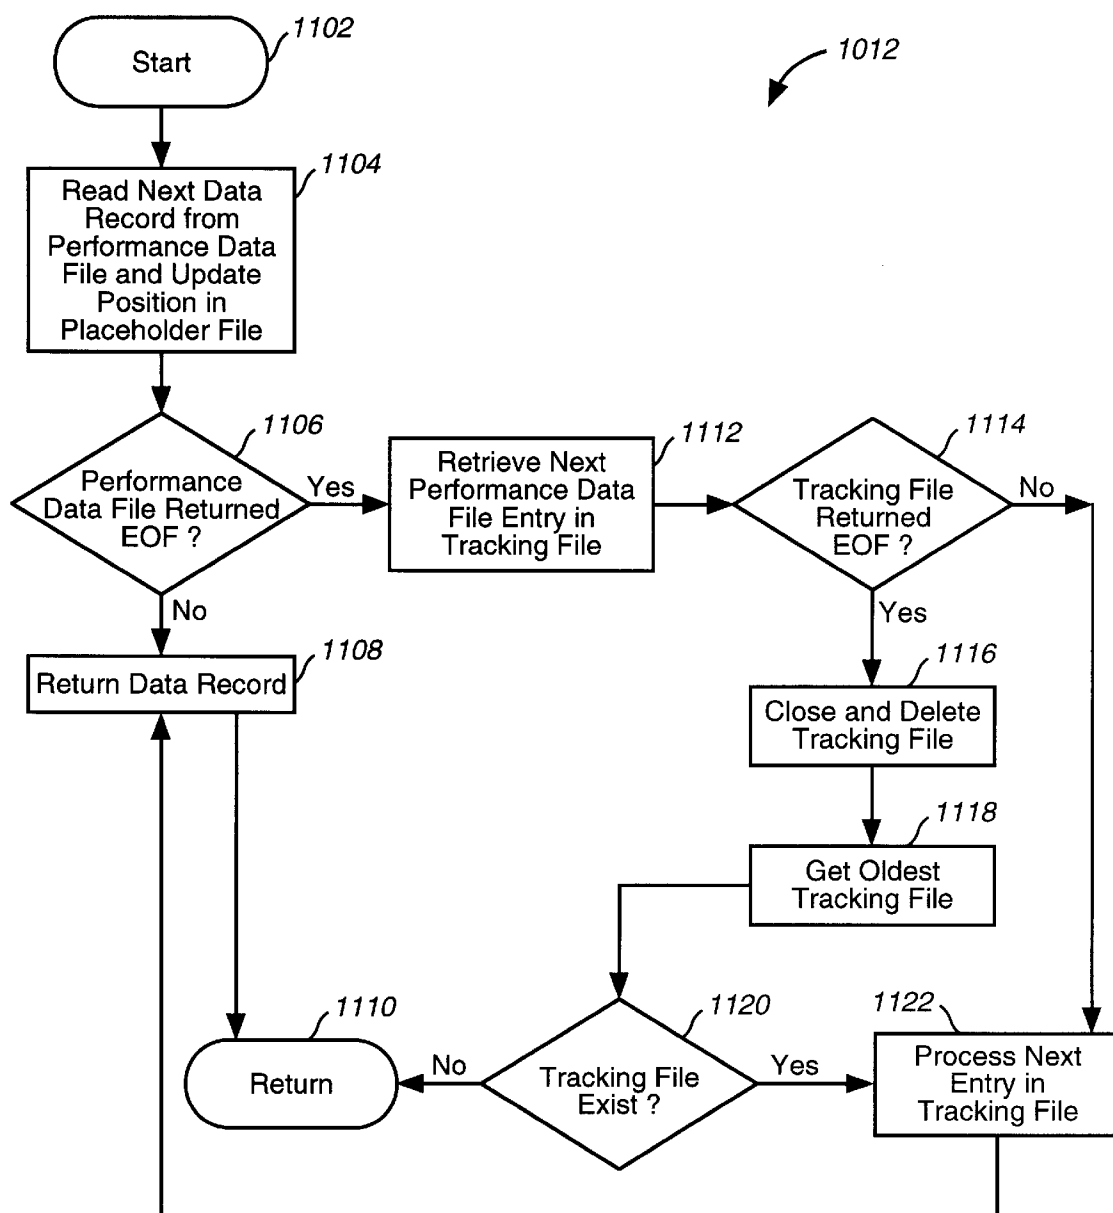 1102
Start
1012
1104
Read Next Data
Record from
Performance Data
File and Update
Position in
Placeholder File
1106
Performance
Data File Returned
EOF ?
Yes
No
1112
Retrieve Next
Performance Data
File Entry in
Tracking File
1114
Tracking File
Returned
EOF ?
No
Yes
1108
Return Data Record
1116
Close and Delete
Tracking File
1118
Get Oldest
Tracking File
1110
Return
1120
Tracking File
Exist ?
No
Yes
1122
Process Next
Entry in
Tracking File